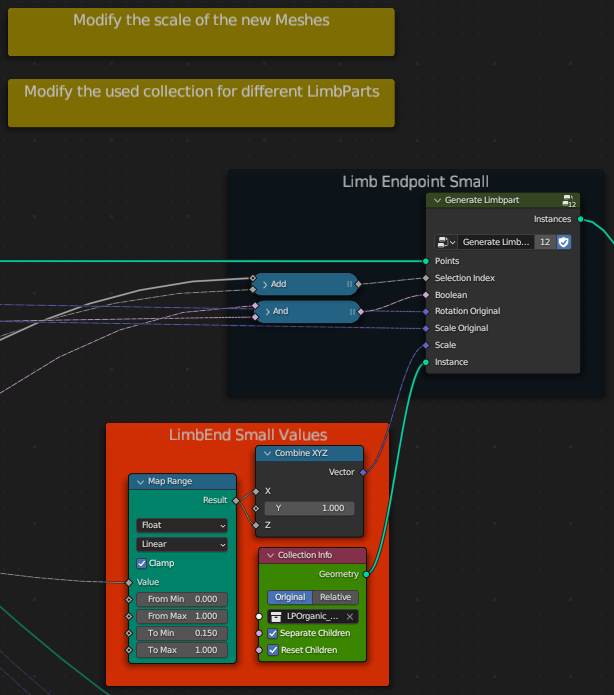 Modify the scale of the new Meshes
Modify the used collection for different LimbParts
Limb Endpoint Small
Generate Limbpart
12
Instances
Generate Limb... 12
Points
Add
Selection Index
Boolean
And
Rotation Original
Scale Original
Scale
Instance
LimbEnd Small Values
Combine XYZ
Vector
X
Y 1.000
Z
Map Range
Result
Float
Linear
Clamp
Value
From Min 0.000
From Max 1.000
To Min 0.150
To Max 1.000
Collection Info
Geometry
Original Relative
LPOrganic_...
Separate Children
Reset Children